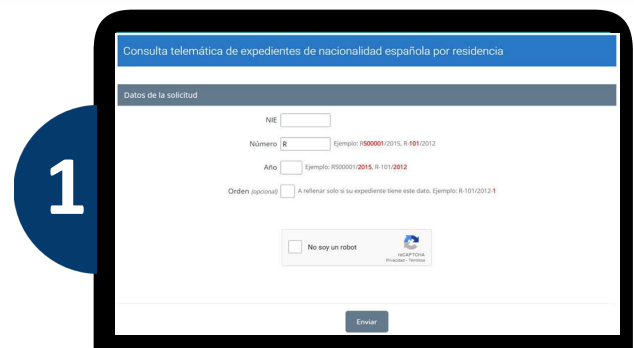 Consulta telemática de expedientes de nacionalidad española por residencia
Datos de la solicitud
NIE
Número R Ejemplo: R500001/2015, R-101/2012
Año Ejemplo: R500001/2015, R-101/2012
Orden (opcional) A rellenar solo si su expediente tiene este dato. Ejemplo: R-101/2012-1
1
No soy un robot
reCAPTCHA
Privacidad - Términos
Enviar